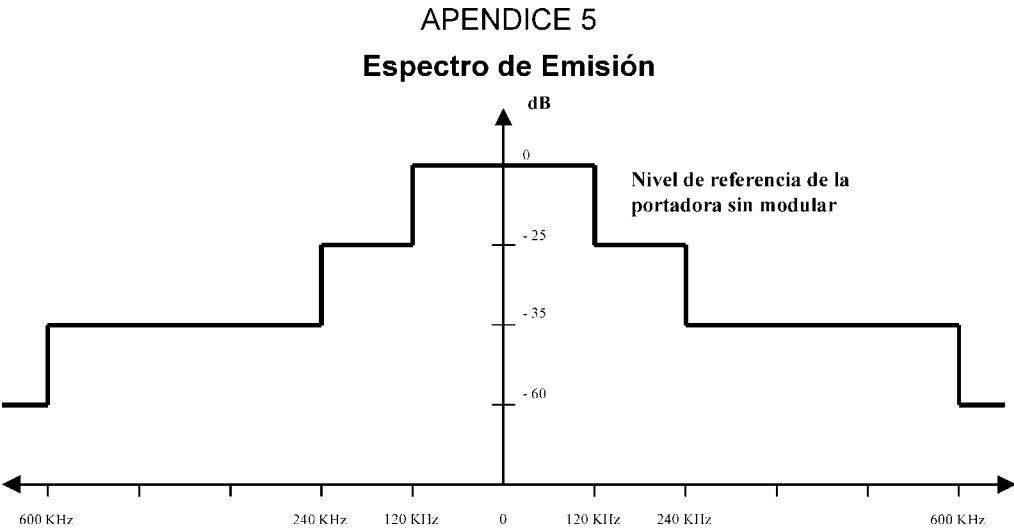 APENDICE 5
Espectro de Emisión
dB
0
Nivel de referencia de la
portadora sin modular
- 25
- 35
- 60
600 KHz 240 KHz 120 KHz 0 120 KHz 240 KHz 600 KHz